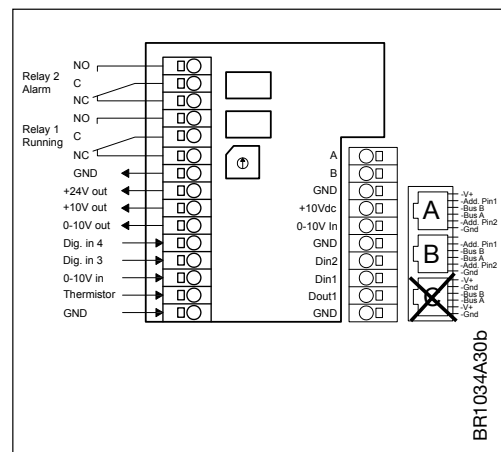 NO
Relay 2
Alarm
C
NC
NO
Relay 1
Running
C
NC
GND
+24V out
+10V out
0-10V out
Dig. in 4
Dig. in 3
0-10V in
Thermistor
GND
A
B
GND
+10Vdc
0-10V In
GND
Din2
Din1
Dout1
GND
A
-V+
-Add. Pin1
-Bus B
-Bus A
-Add. Pin2
-Gnd
B
-Add. Pin1
-Bus B
-Bus A
-Add. Pin2
-Gnd
C
-V+
-Gnd
-Bus B
-Bus A
-V+
-Gnd
BR1034A30b